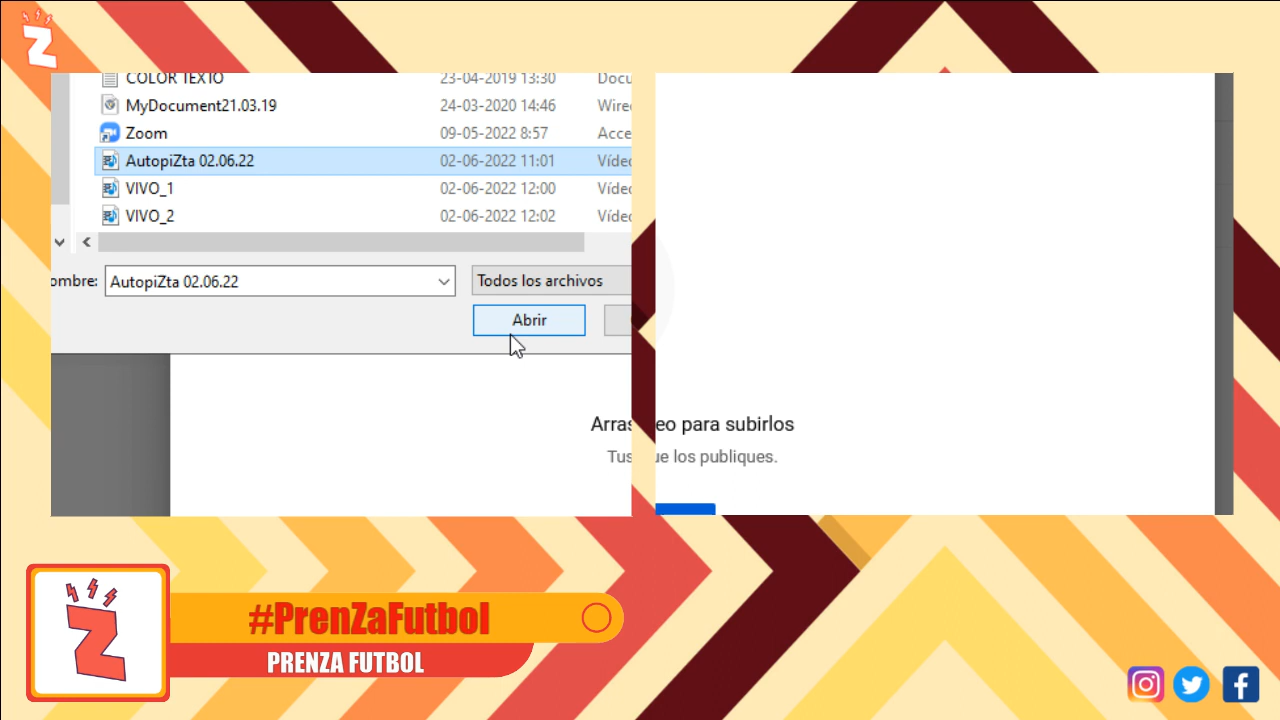 COLOR TEXTO 23-04-2019 13:30 Docu
MyDocument21.03.19 24-03-2020 14:46 Wire
Zoom 09-05-2022 8:57 Acce
AutopiZta 02.06.22 02-06-2022 11:01 Víde
VIVO_1 02-06-2022 12:00 Víde
VIVO_2 02-06-2022 12:02 Víde
ombre: AutopiZta 02.06.22 Todos los archivos
Abrir
Arras eo para subirlos
Tus ue los publiques.
Z
#PrenZaFutbol
PRENZA FUTBOL